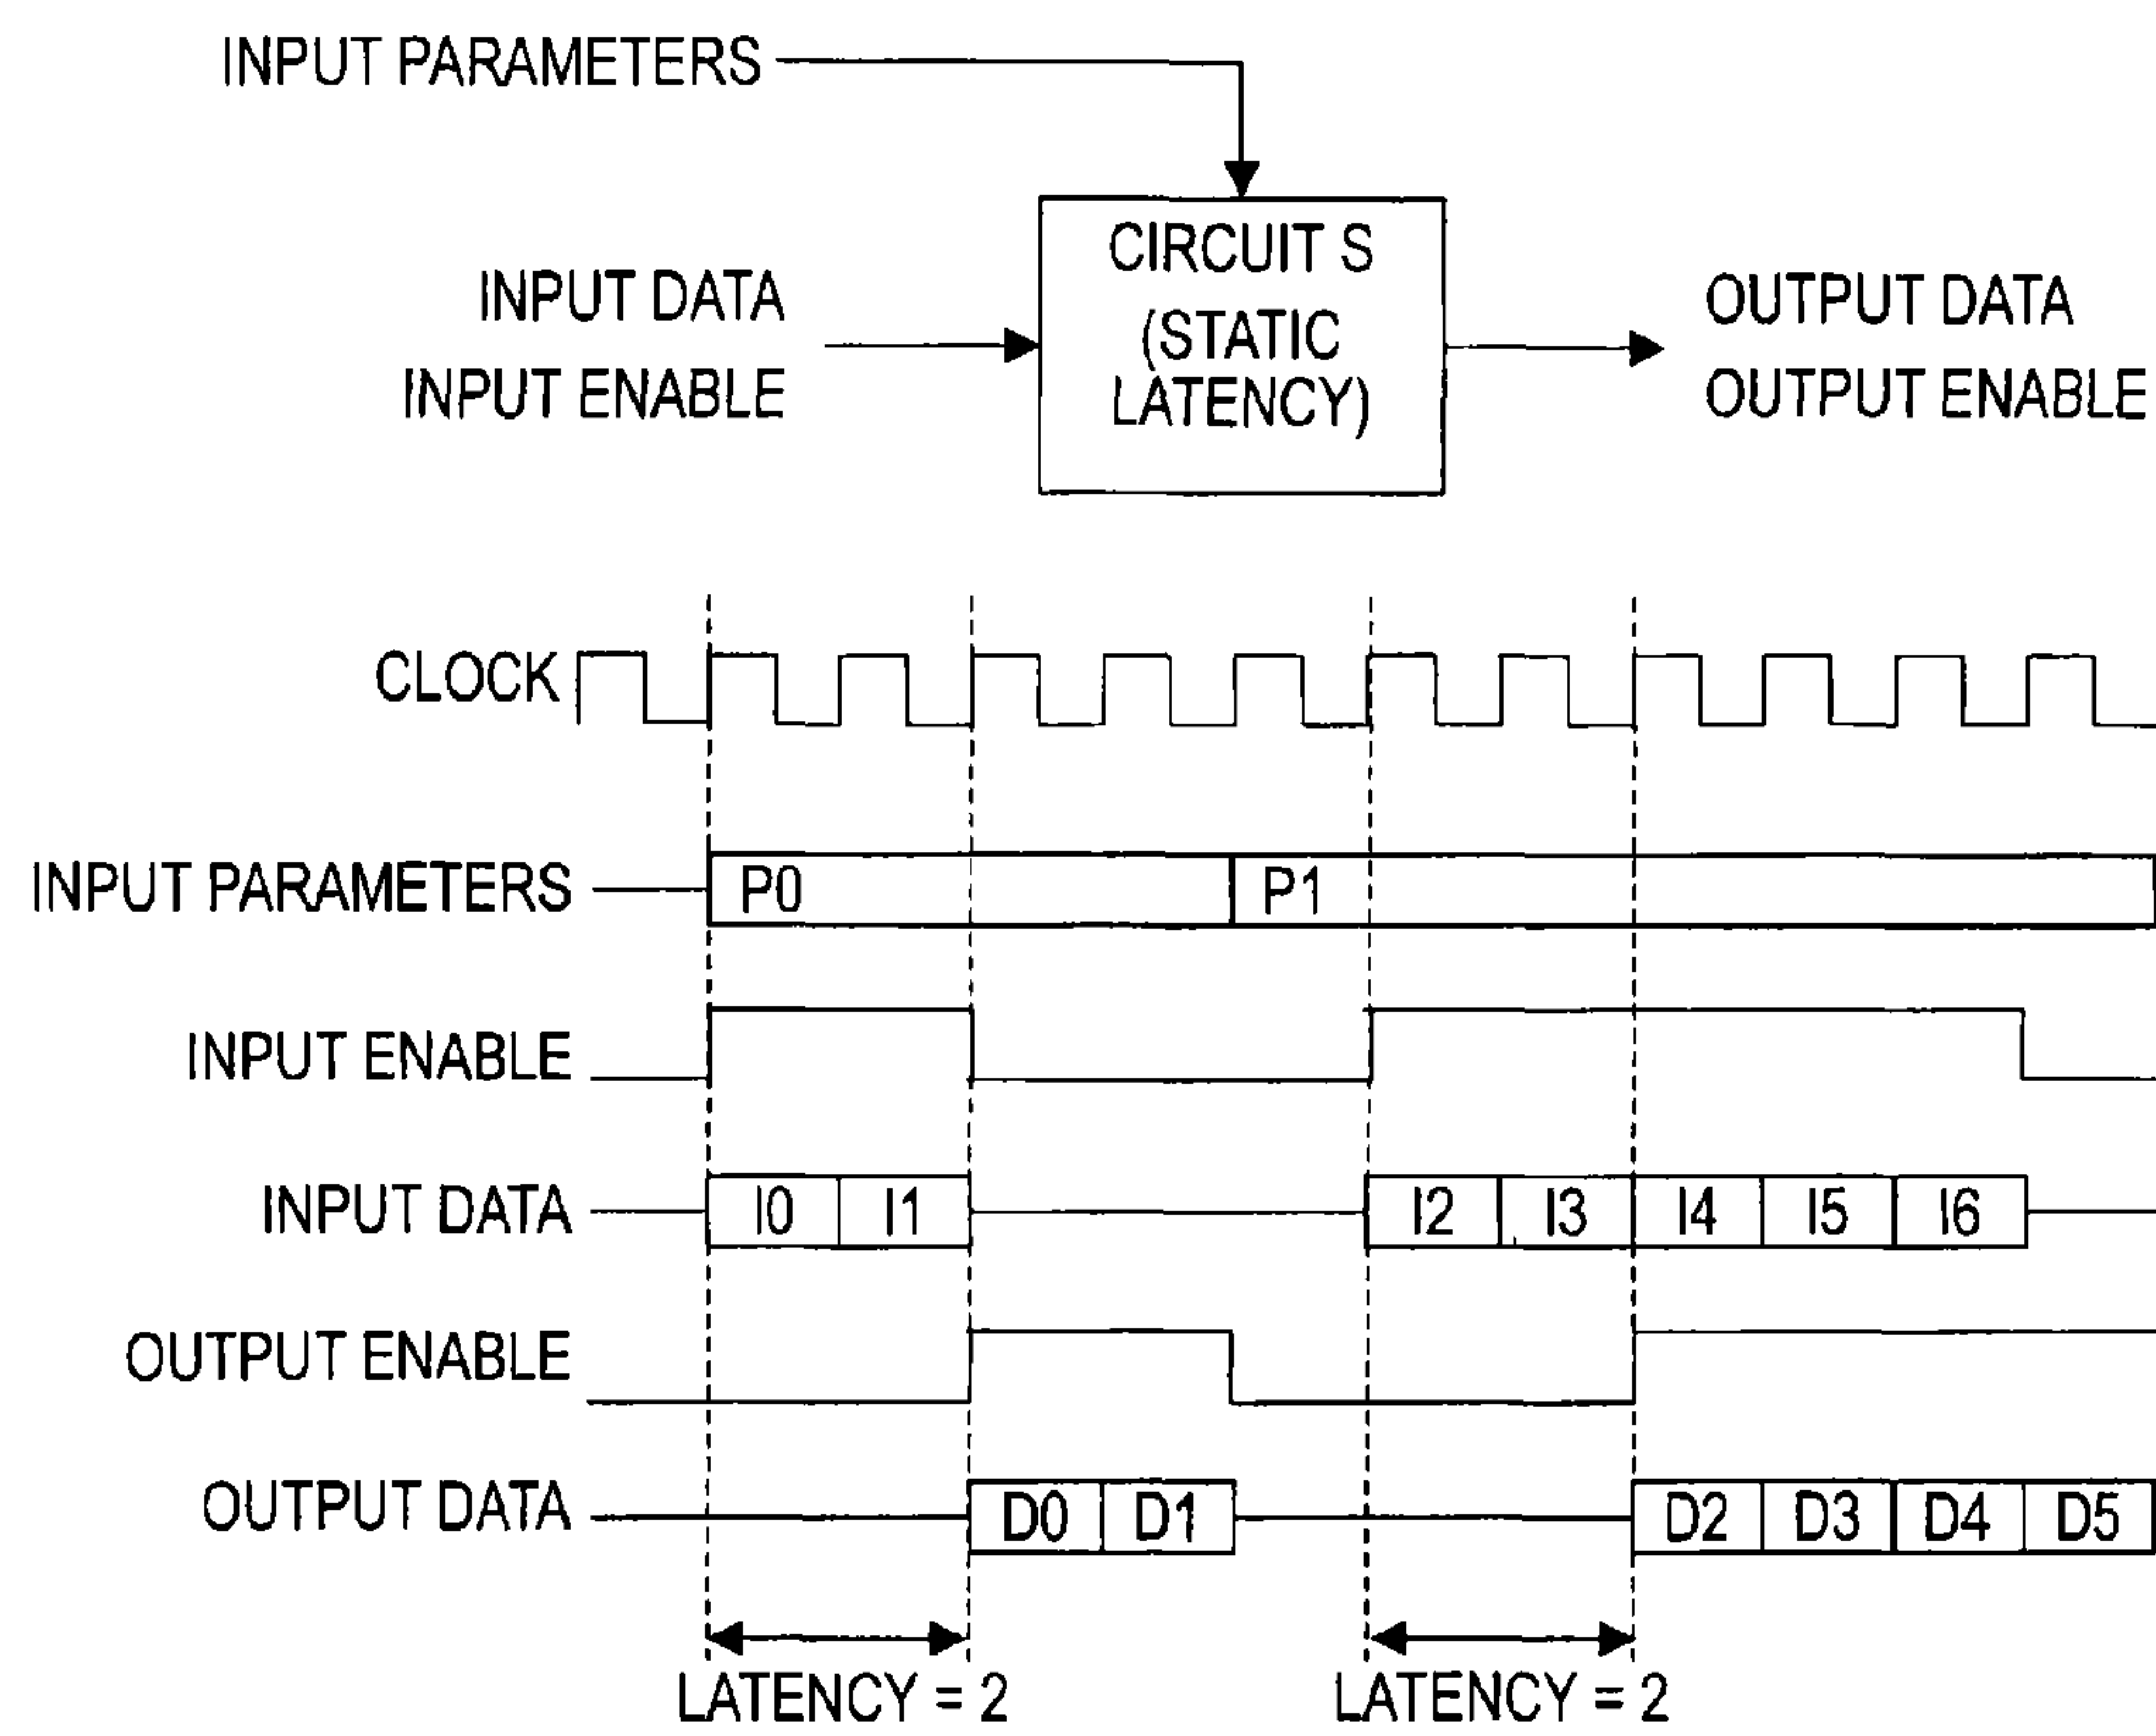 INPUT PARAMETERS
CIRCUIT S
(STATIC
LATENCY)
INPUT DATA
INPUT ENABLE
OUTPUT DATA
OUTPUT ENABLE
CLOCK
INPUT PARAMETERS
P0
P1
INPUT ENABLE
INPUT DATA
I0
I1
I2
I3
I4
I5
I6
OUTPUT ENABLE
OUTPUT DATA
D0
D1
D2
D3
D4
D5
LATENCY = 2
LATENCY = 2